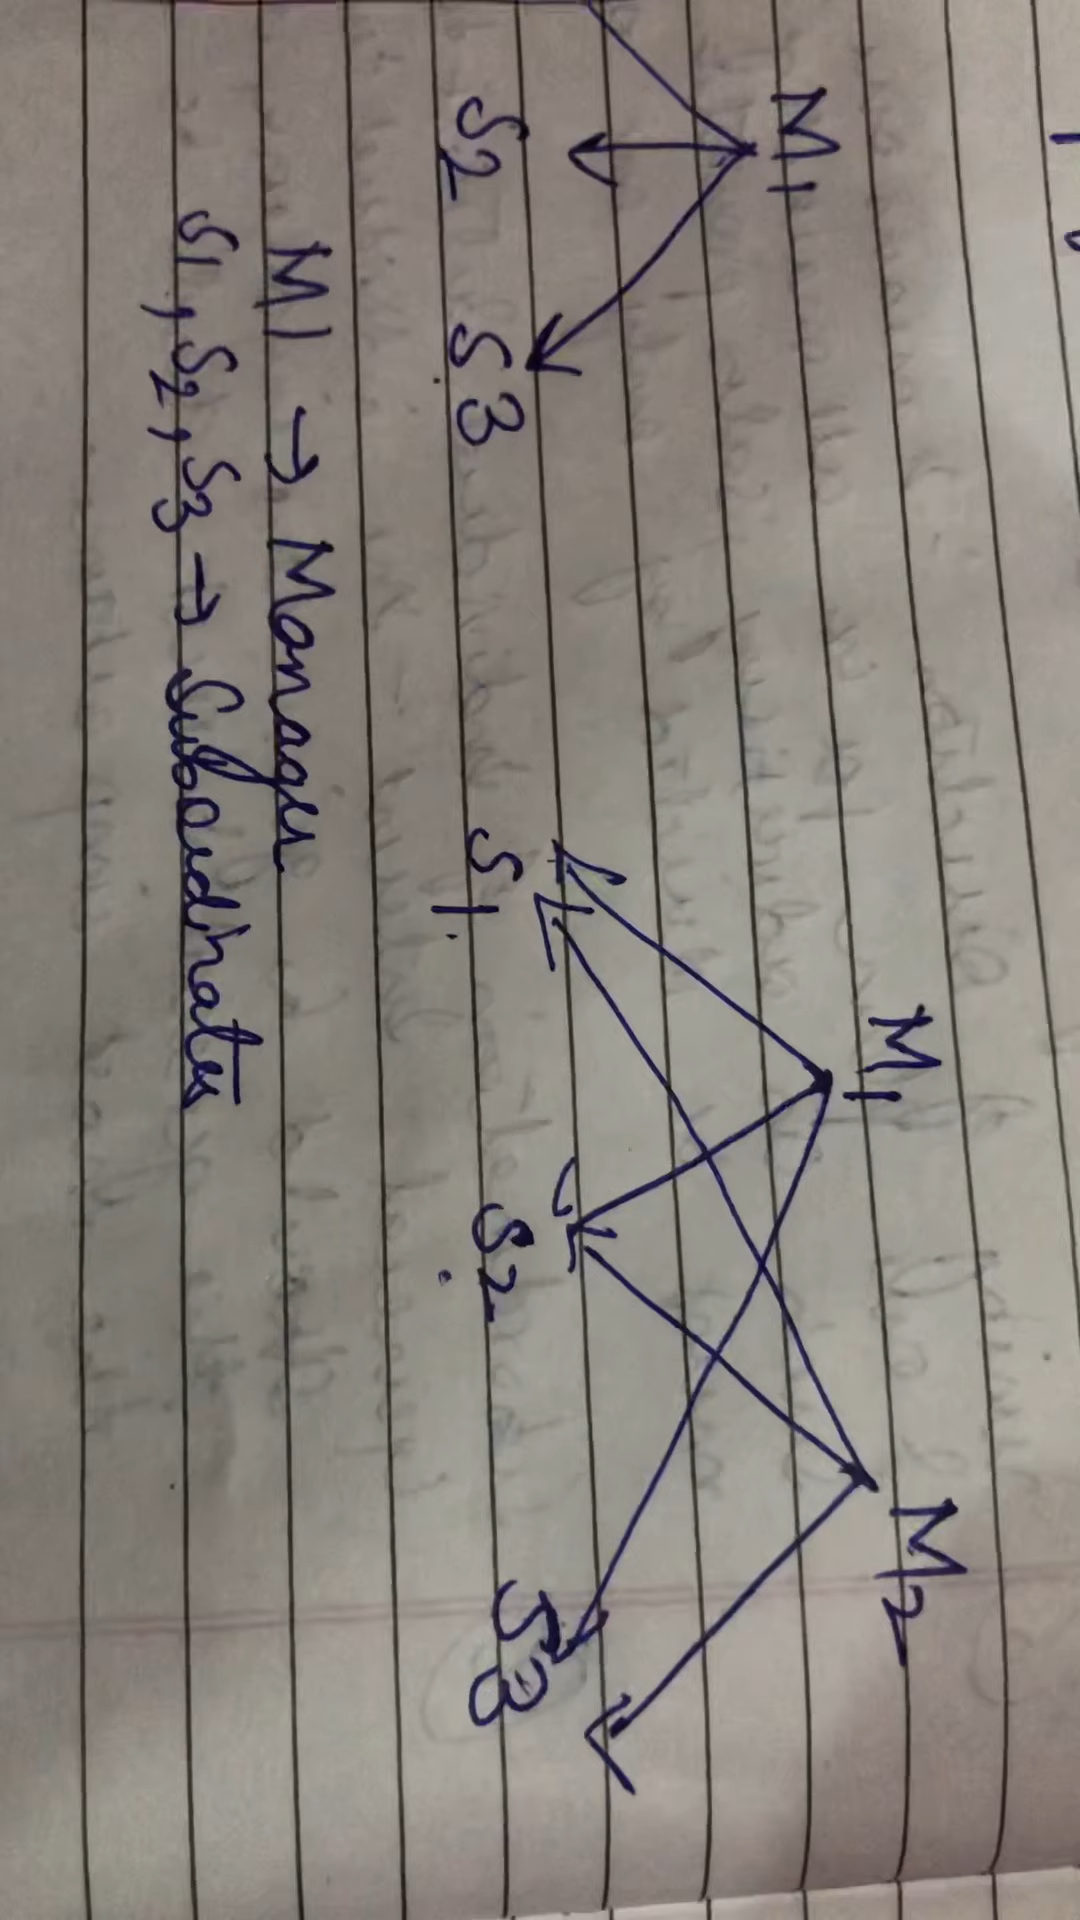 M1 M1 M2
S2 S3 S1 S2 S3
M1 → Manager
S1, S2, S3 → Subordinates